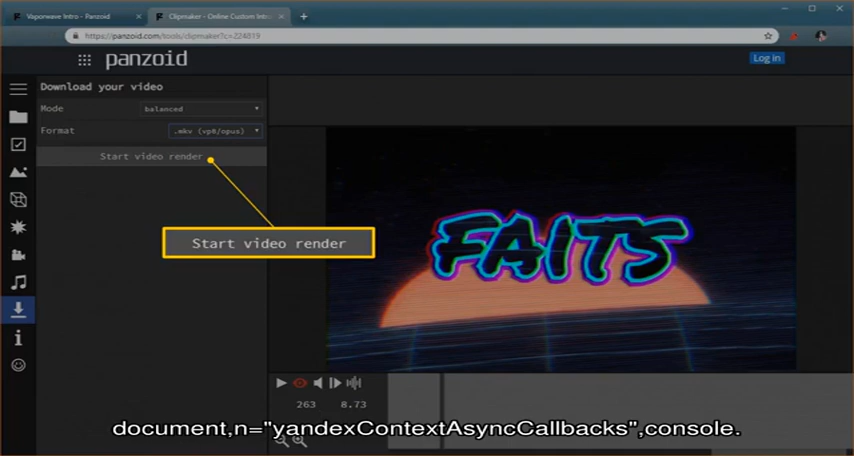 Vaporwave Intro - Panzoid
Clipmaker - Online Custom Intro
https://panzoid.com/tools/clipmaker?c=224819
panzoid
Log in
Download your video
Mode
balanced
Format
.mkv (vp8/opus)
Start video render
Start video render
FAITS
263 8.73
document,n="yandexContextAsyncCallbacks",console.